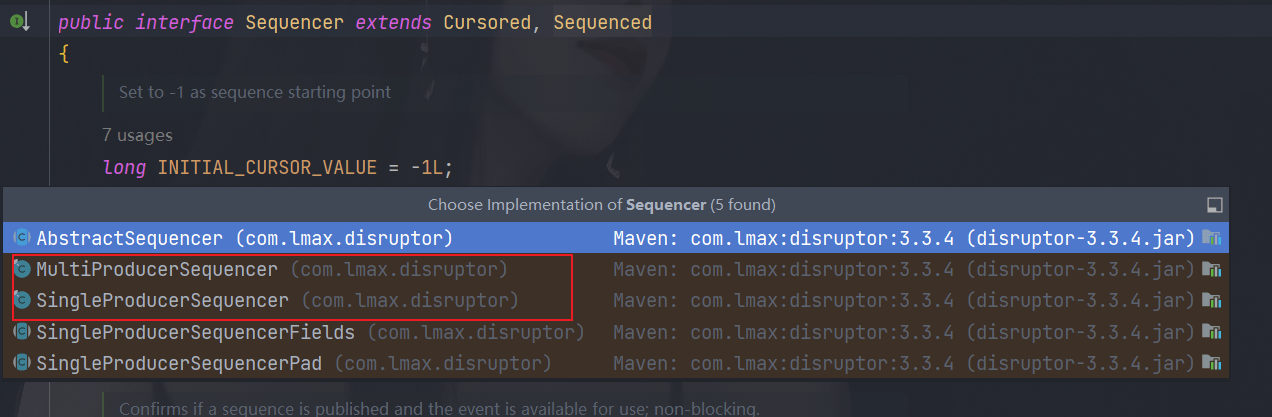 public interface Sequencer extends Cursored, Sequenced
{
Set to -1 as sequence starting point
7 usages
long INITIAL_CURSOR_VALUE = -1L;
Choose Implementation of Sequencer (5 found)
AbstractSequencer (com.lmax.disruptor) Maven: com.lmax:disruptor:3.3.4 (disruptor-3.3.4.jar)
MultiProducerSequencer (com.lmax.disruptor) Maven: com.lmax:disruptor:3.3.4 (disruptor-3.3.4.jar)
SingleProducerSequencer (com.lmax.disruptor) Maven: com.lmax:disruptor:3.3.4 (disruptor-3.3.4.jar)
SingleProducerSequencerFields (com.lmax.disruptor) Maven: com.lmax:disruptor:3.3.4 (disruptor-3.3.4.jar)
SingleProducerSequencerPad (com.lmax.disruptor) Maven: com.lmax:disruptor:3.3.4 (disruptor-3.3.4.jar)
Confirms if a sequence is published and the event is available for use; non-blocking.